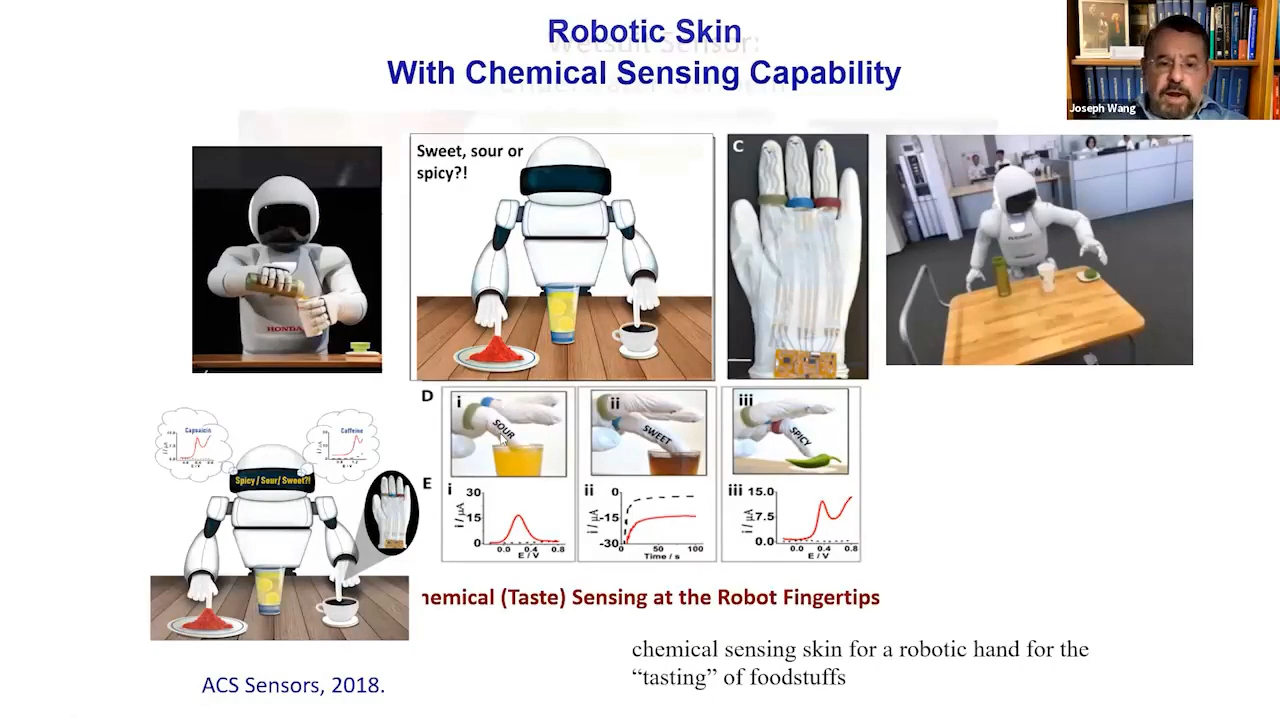 Robotic Skin
With Chemical Sensing Capability
Wetsuit Sensor:
Joseph Wang
HONDA
Sweet, sour or
spicy?!
C
D
i
SOUR
ii
SWEET
iii
SPICY
E
i
30
15
0
i / µA
0.0 0.4 0.8
E / V
ii
0
-15
-30
i / µA
50 100
Time / s
iii
15.0
7.5
0.0
i / µA
0.0 0.4 0.8
E / V
Capsaicin
E / V
Caffeine
E / V
Spicy / Sour/ Sweet?!
hemical (Taste) Sensing at the Robot Fingertips
chemical sensing skin for a robotic hand for the
“tasting” of foodstuffs
ACS Sensors, 2018.